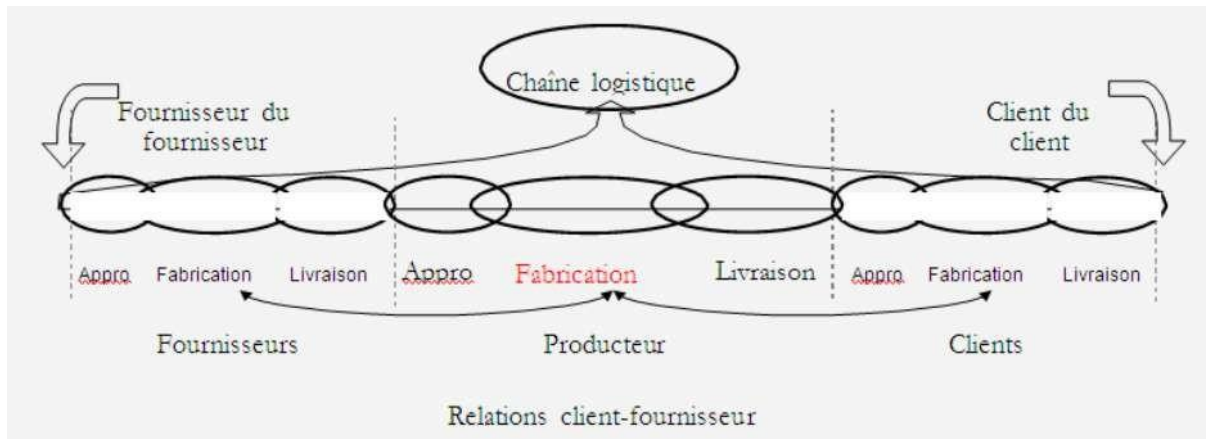 Chaîne logistique
Fournisseur du
fournisseur
Client du
client
Appro Fabrication Livraison Appro Fabrication Livraison Appro Fabrication Livraison
Fournisseurs Producteur Clients
Relations client-fournisseur